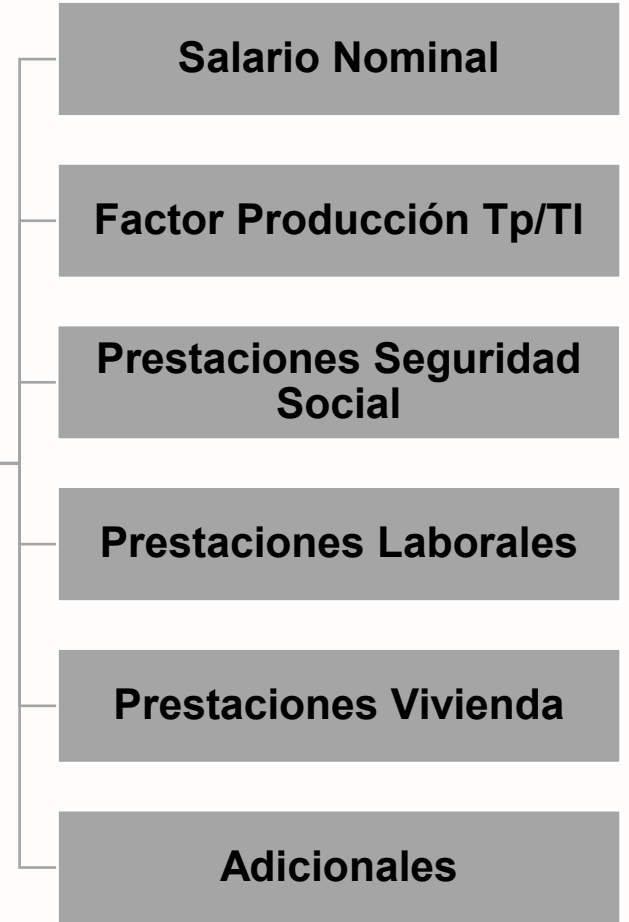 Salario Nominal
Factor Producción Tp/Tl
Prestaciones Seguridad
Social
Prestaciones Laborales
Prestaciones Vivienda
Adicionales